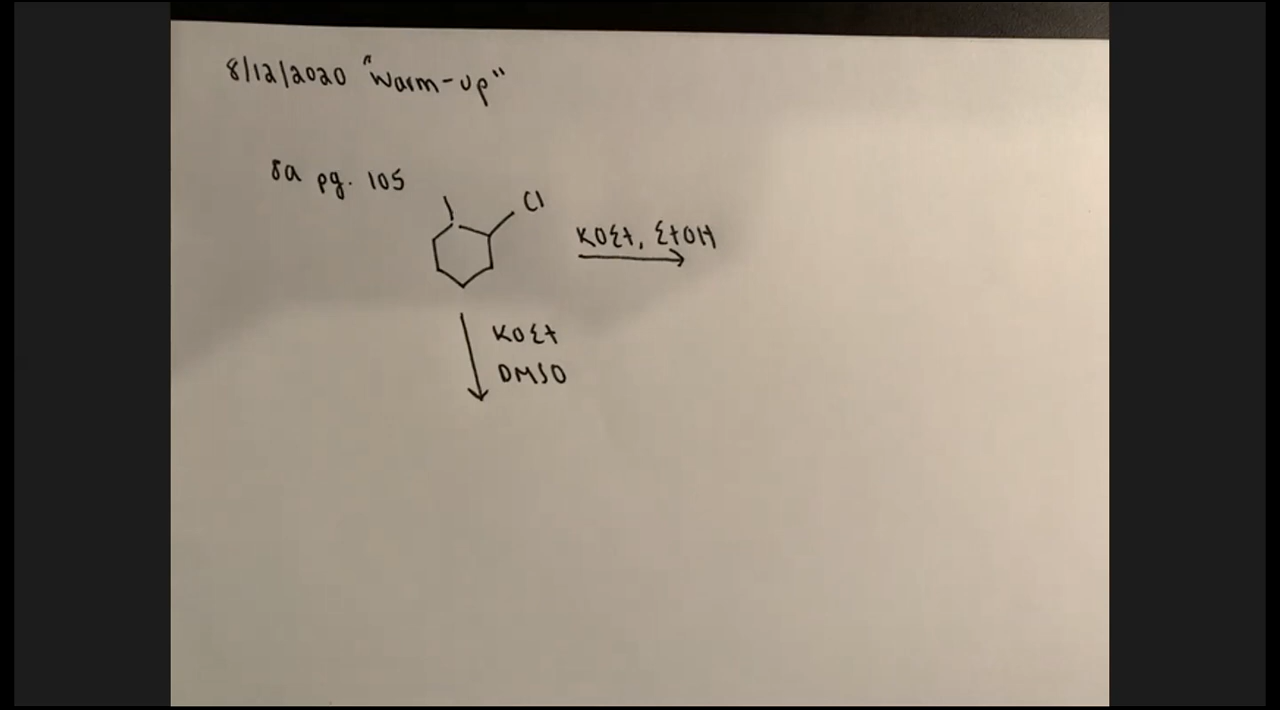 8/12/2020 "Warm-up"
8a pg. 105
Cl
KOEt, EtOH
KOEt
DMSO